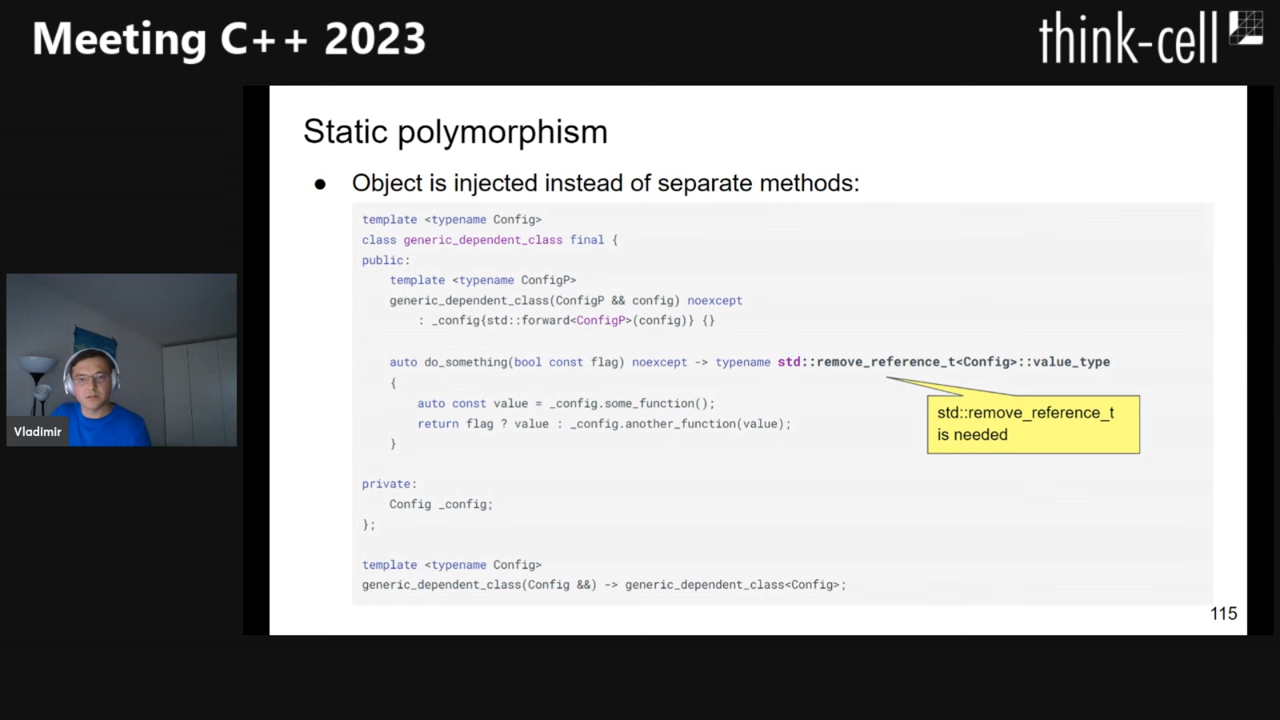 Meeting C++ 2023
think-cell
Static polymorphism
● Object is injected instead of separate methods:
template <typename Config>
class generic_dependent_class final {
public:
template <typename ConfigP>
generic_dependent_class(ConfigP && config) noexcept
: _config{std::forward<ConfigP>(config)} {}
auto do_something(bool const flag) noexcept -> typename std::remove_reference_t<Config>::value_type
{
auto const value = _config.some_function();
return flag ? value : _config.another_function(value);
}
private:
Config _config;
};
template <typename Config>
generic_dependent_class(Config &&) -> generic_dependent_class<Config>;
std::remove_reference_t
is needed
115
Vladimir